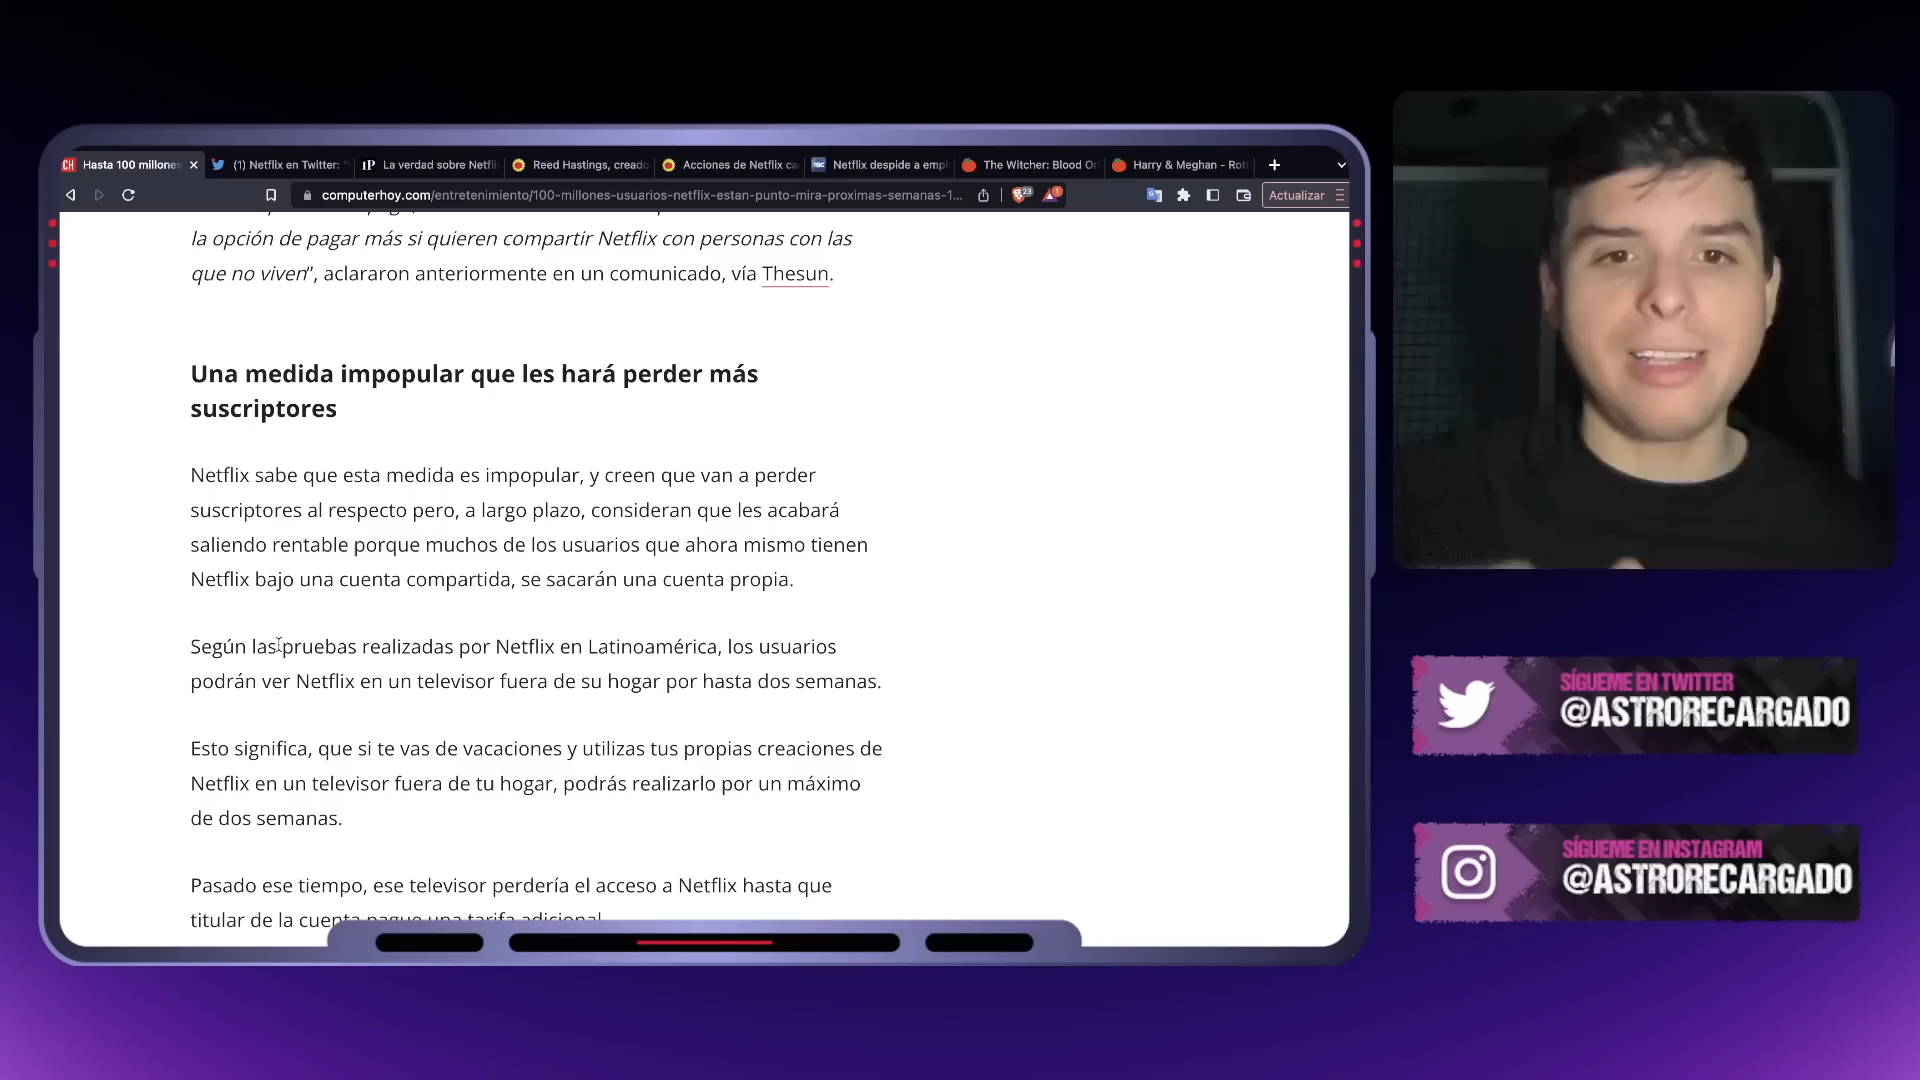 CH Hasta 100 millones
(1) Netflix en Twitter: "
IP La verdad sobre Netfli
Reed Hastings, creado
Acciones de Netflix ca
Netflix despide a empl
The Witcher: Blood Or
Harry & Meghan - Rot
computerhoy.com/entretenimiento/100-millones-usuarios-netflix-estan-punto-mira-proximas-semanas-1...
23
1
Actualizar
la opción de pagar más si quieren compartir Netflix con personas con las
que no viven", aclararon anteriormente en un comunicado, vía Thesun.
Una medida impopular que les hará perder más
suscriptores
Netflix sabe que esta medida es impopular, y creen que van a perder
suscriptores al respecto pero, a largo plazo, consideran que les acabará
saliendo rentable porque muchos de los usuarios que ahora mismo tienen
Netflix bajo una cuenta compartida, se sacarán una cuenta propia.
Según las pruebas realizadas por Netflix en Latinoamérica, los usuarios
podrán ver Netflix en un televisor fuera de su hogar por hasta dos semanas.
Esto significa, que si te vas de vacaciones y utilizas tus propias creaciones de
Netflix en un televisor fuera de tu hogar, podrás realizarlo por un máximo
de dos semanas.
Pasado ese tiempo, ese televisor perdería el acceso a Netflix hasta que
titular de la cuenta pague una tarifa adicional
SÍGUEME EN TWITTER
@ASTRORECARGADO
SÍGUEME EN INSTAGRAM
@ASTRORECARGADO